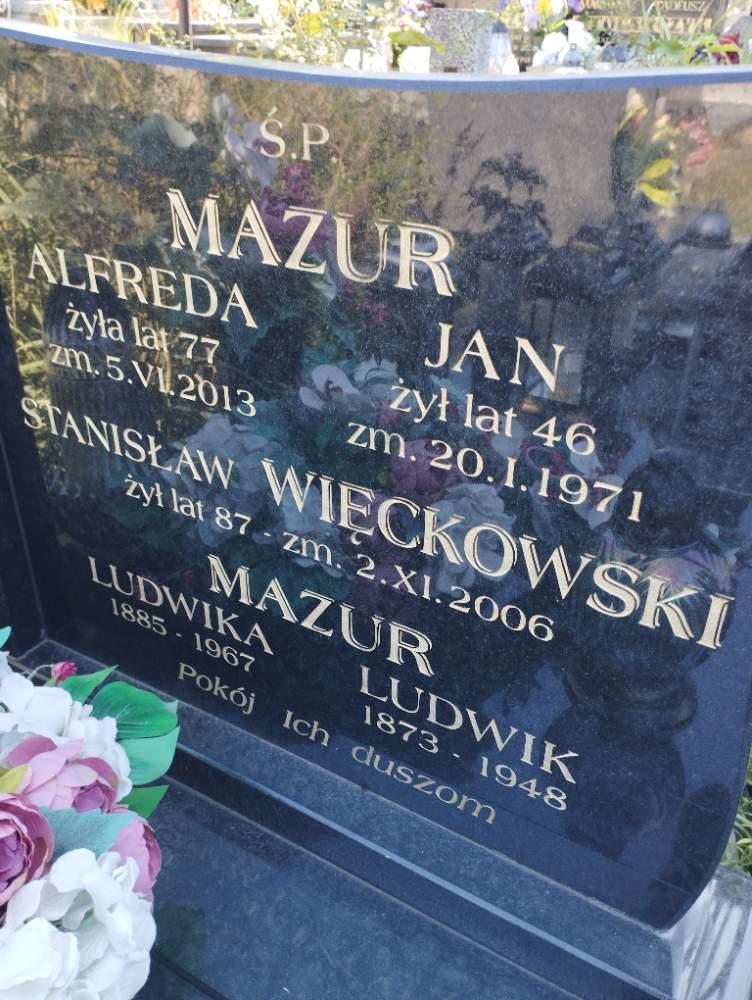 Ś.P.
MAZUR
ALFREDA
żyła lat 77
zm. 5.VI.2013
JAN
żył lat 46
zm. 20.I.1971
STANISŁAW WIĘCKOWSKI
żył lat 87 - zm. 2.XI.2006
MAZUR
LUDWIKA
1885 - 1967
LUDWIK
1873 - 1948
Pokój Ich duszom